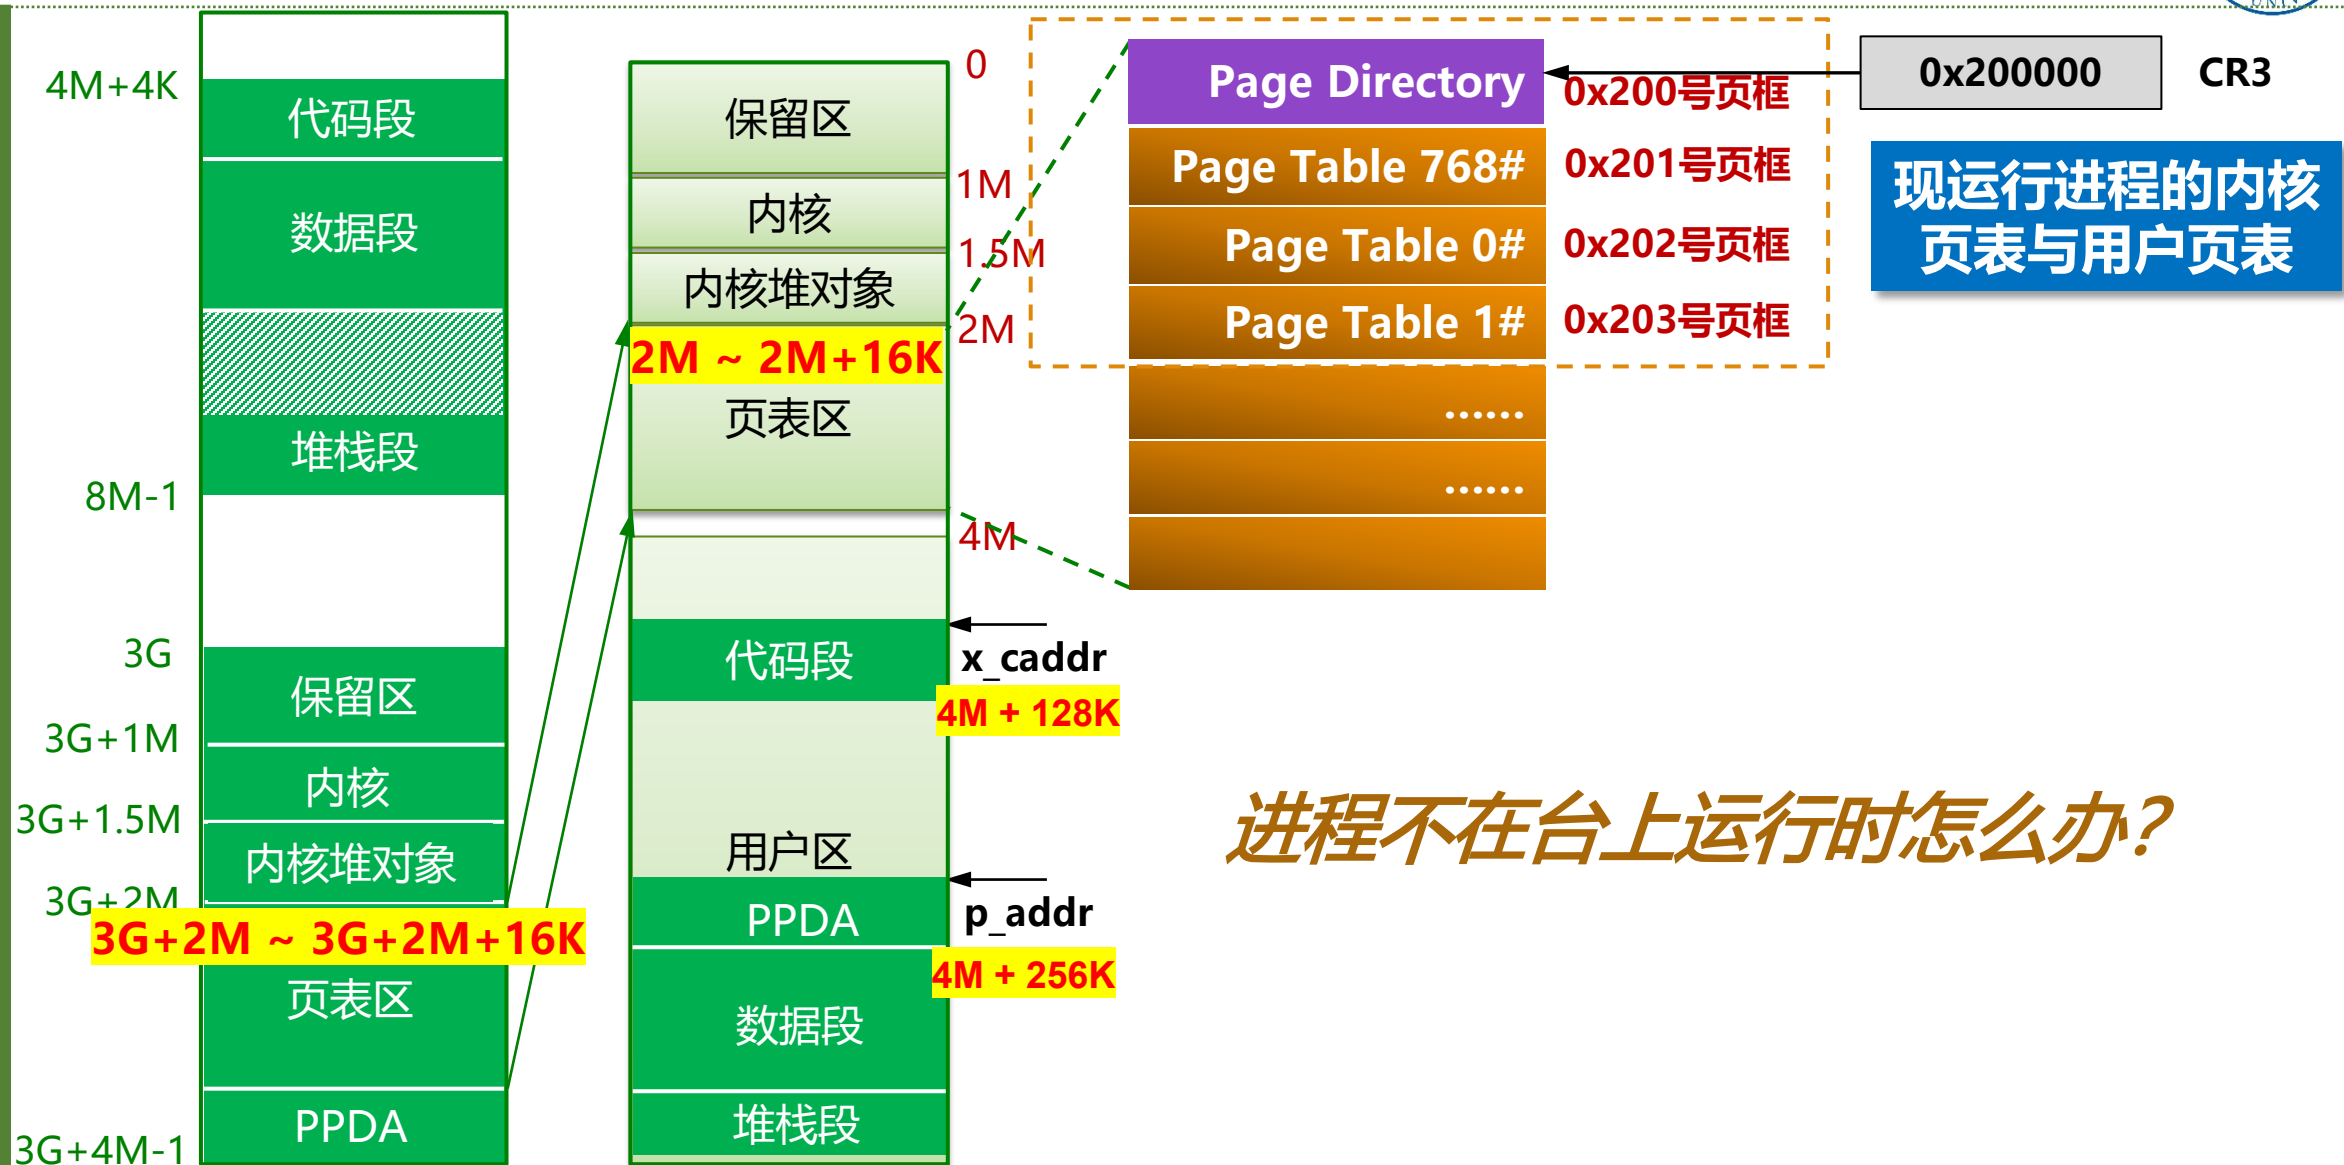 4M+4K
代码段
数据段
堆栈段
8M-1
3G
保留区
3G+1M
内核
3G+1.5M
内核堆对象
3G+2M
3G+2M ~ 3G+2M+16K
页表区
PPDA
3G+4M-1
0
保留区
1M
内核
1.5M
内核堆对象
2M
2M ~ 2M+16K
页表区
4M
代码段
x_caddr
4M + 128K
用户区
PPDA
p_addr
4M + 256K
数据段
堆栈段
Page Directory
0x200号页框
Page Table 768#
0x201号页框
Page Table 0#
0x202号页框
Page Table 1#
0x203号页框
......
......
0x200000
CR3
现运行进程的内核
页表与用户页表
进程不在台上运行时怎么办?